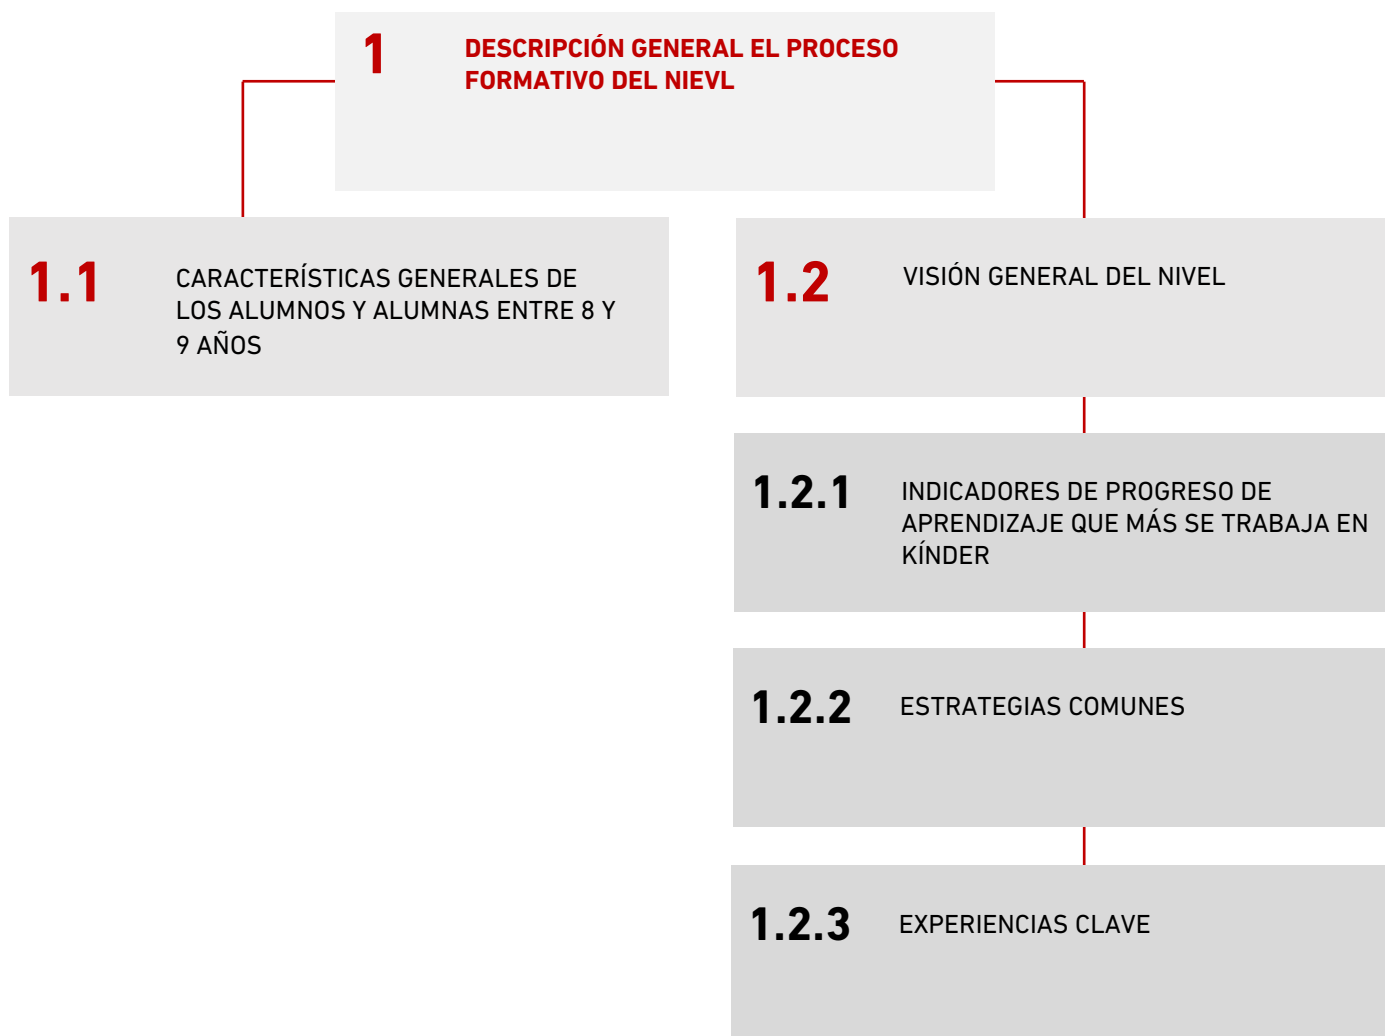 1
DESCRIPCIÓN GENERAL EL PROCESO
FORMATIVO DEL NIEVL
1.1
CARACTERÍSTICAS GENERALES DE
LOS ALUMNOS Y ALUMNAS ENTRE 8 Y
9 AÑOS
1.2
VISIÓN GENERAL DEL NIVEL
1.2.1
INDICADORES DE PROGRESO DE
APRENDIZAJE QUE MÁS SE TRABAJA EN
KÍNDER
1.2.2
ESTRATEGIAS COMUNES
1.2.3
EXPERIENCIAS CLAVE